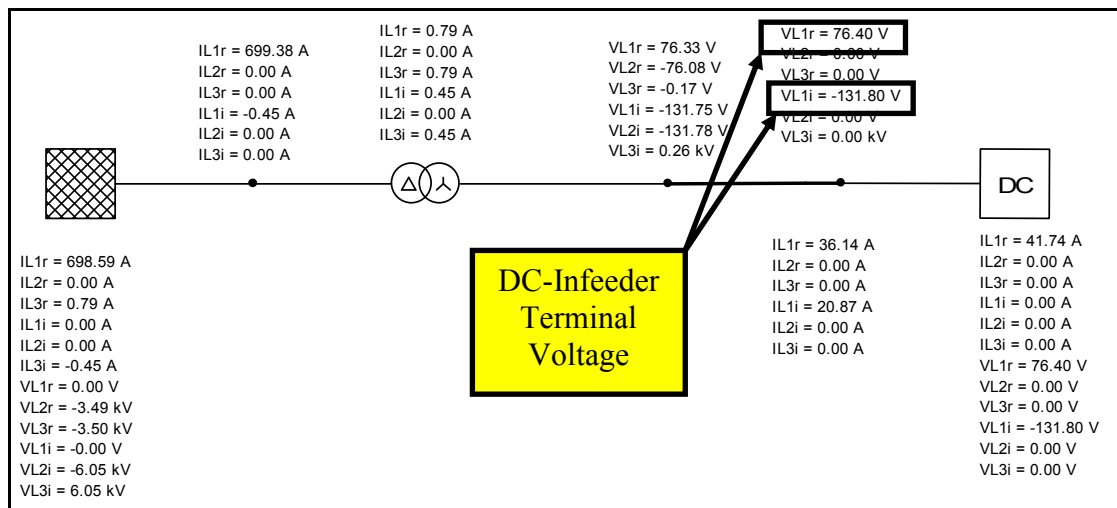 IL1r = 699.38 A
IL2r = 0.00 A
IL3r = 0.00 A
IL1i = -0.45 A
IL2i = 0.00 A
IL3i = 0.00 A
IL1r = 0.79 A
IL2r = 0.00 A
IL3r = 0.79 A
IL1i = 0.45 A
IL2i = 0.00 A
IL3i = 0.45 A
VL1r = 76.33 V
VL2r = -76.08 V
VL3r = -0.17 V
VL1i = -131.75 V
VL2i = -131.78 V
VL3i = 0.26 kV
VL1r = 76.40 V
VL2r = 0.00 V
VL3r = 0.00 V
VL1i = -131.80 V
VL2i = 0.00 V
VL3i = 0.00 kV
DC
IL1r = 698.59 A
IL2r = 0.00 A
IL3r = 0.79 A
IL1i = 0.00 A
IL2i = 0.00 A
IL3i = -0.45 A
VL1r = 0.00 V
VL2r = -3.49 kV
VL3r = -3.50 kV
VL1i = -0.00 V
VL2i = -6.05 kV
VL3i = 6.05 kV
DC-Infeeder
Terminal
Voltage
IL1r = 36.14 A
IL2r = 0.00 A
IL3r = 0.00 A
IL1i = 20.87 A
IL2i = 0.00 A
IL3i = 0.00 A
IL1r = 41.74 A
IL2r = 0.00 A
IL3r = 0.00 A
IL1i = 0.00 A
IL2i = 0.00 A
IL3i = 0.00 A
VL1r = 76.40 V
VL2r = 0.00 V
VL3r = 0.00 V
VL1i = -131.80 V
VL2i = 0.00 V
VL3i = 0.00 V